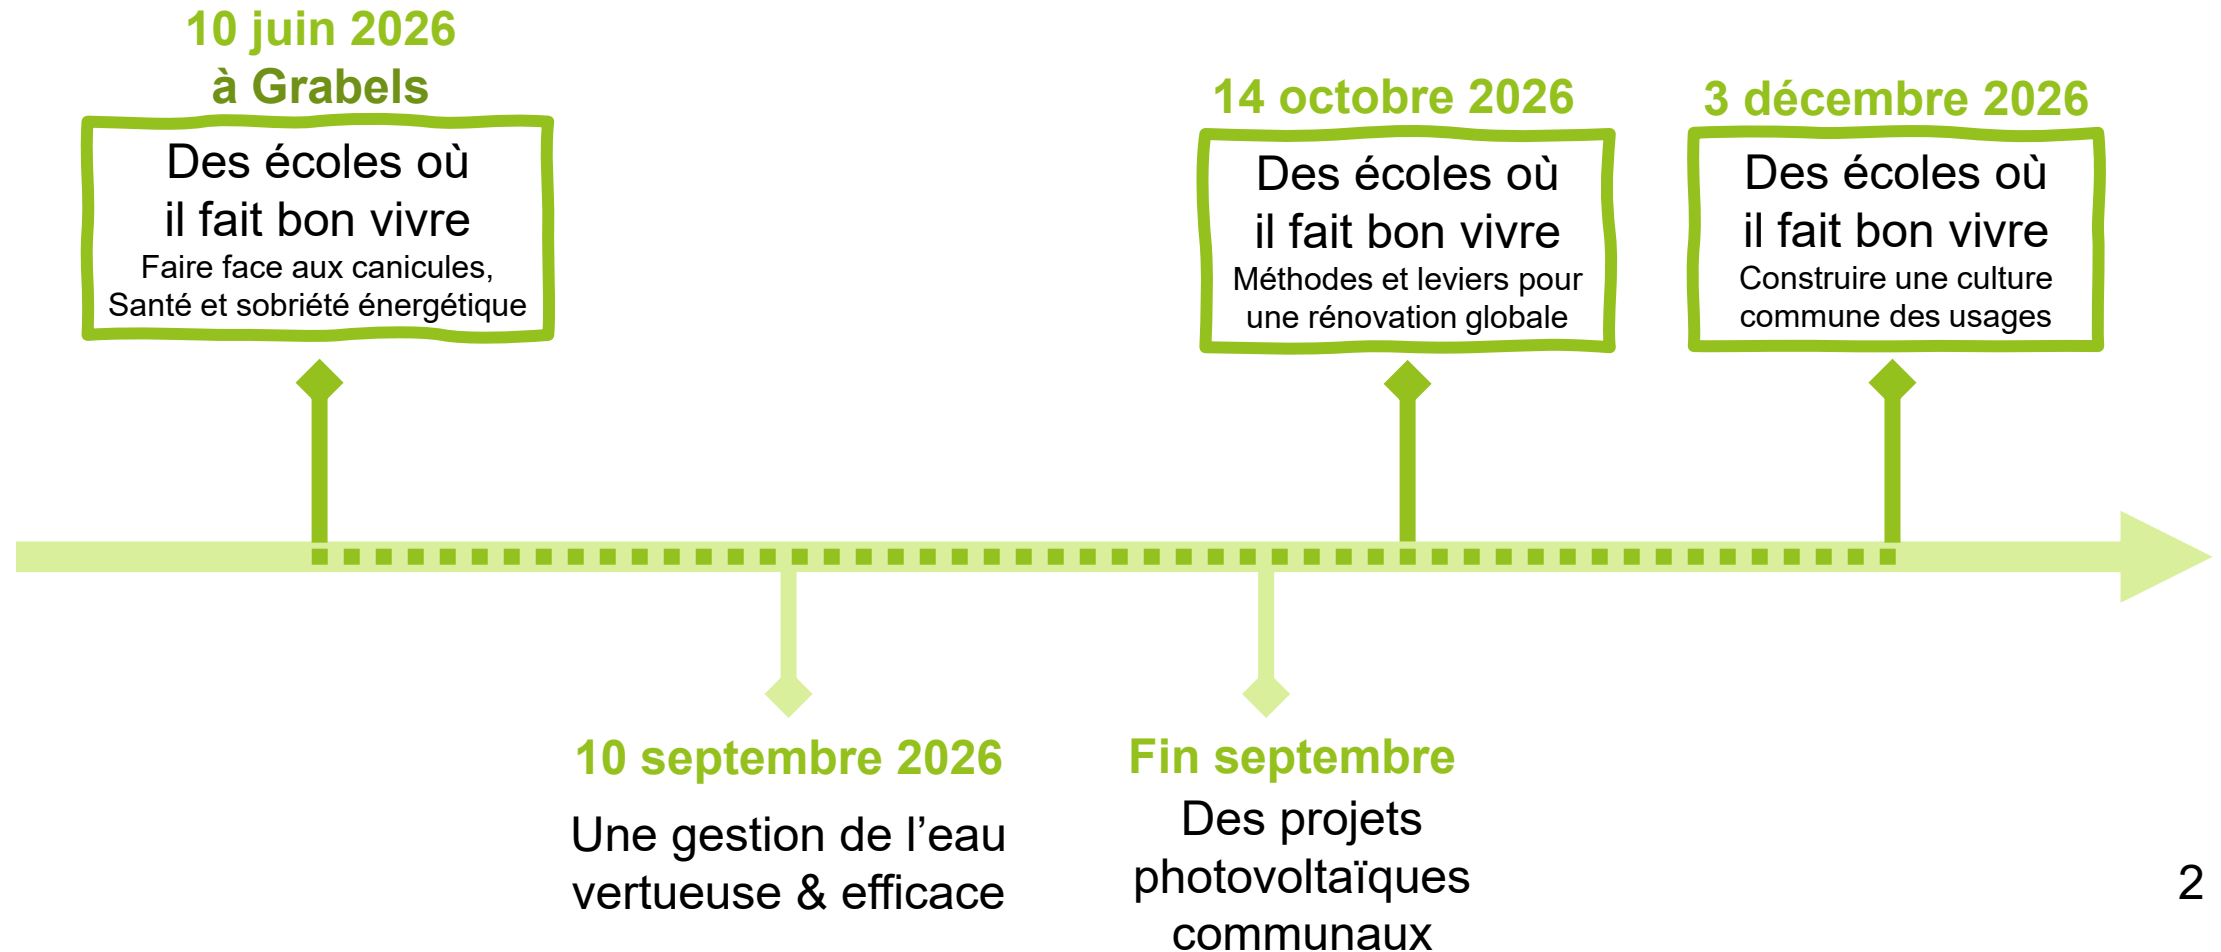 10 juin 2026
à Grabels
Des écoles où
il fait bon vivre
Faire face aux canicules,
Santé et sobriété énergétique
14 octobre 2026
Des écoles où
il fait bon vivre
Méthodes et leviers pour
une rénovation globale
3 décembre 2026
Des écoles où
il fait bon vivre
Construire une culture
commune des usages
10 septembre 2026
Une gestion de l’eau
vertueuse & efficace
Fin septembre
Des projets
photovoltaïques
communaux
2